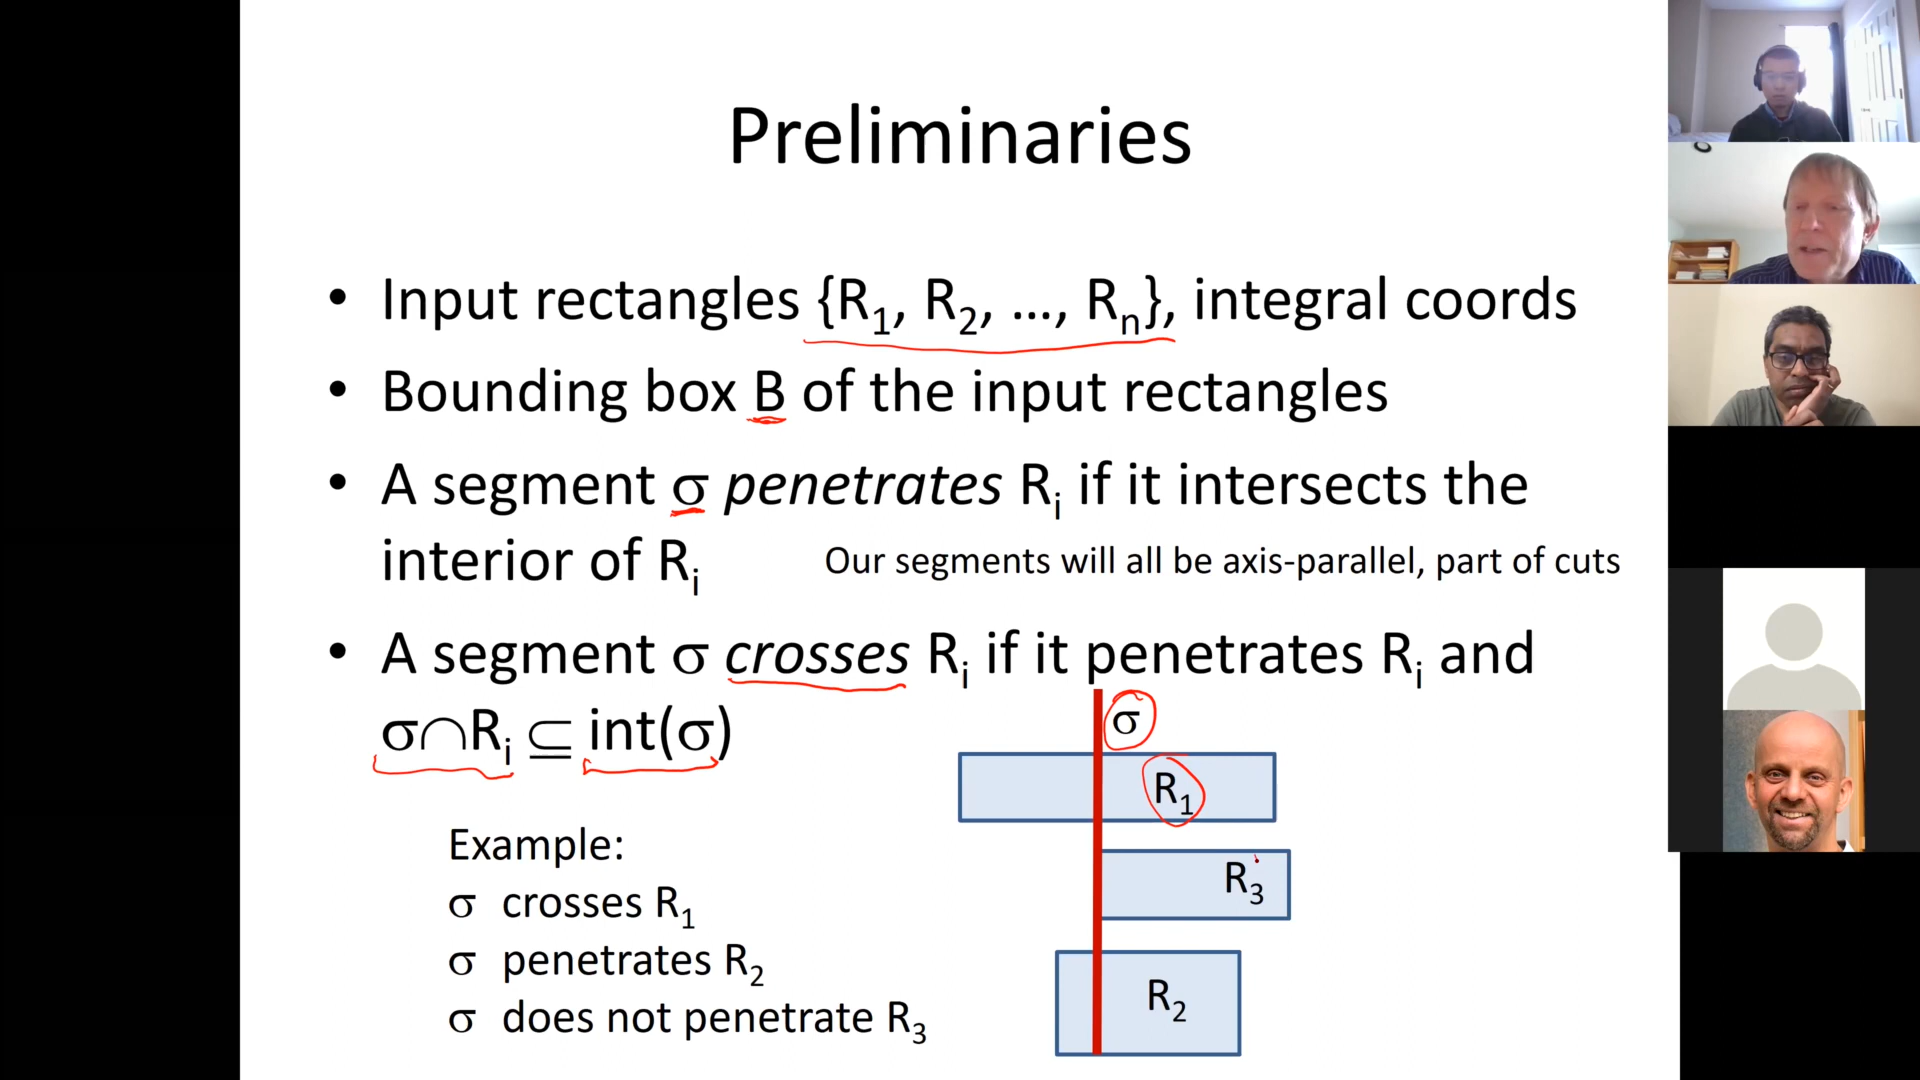 Preliminaries
• Input rectangles {R₁, R₂, ..., Rₙ}, integral coords
• Bounding box B of the input rectangles
• A segment σ penetrates Rᵢ if it intersects the
interior of Rᵢ
Our segments will all be axis-parallel, part of cuts
• A segment σ crosses Rᵢ if it penetrates Rᵢ and
σ∩Rᵢ ⊆ int(σ)
σ
R₁
R₃
R₂
Example:
σ crosses R₁
σ penetrates R₂
σ does not penetrate R₃